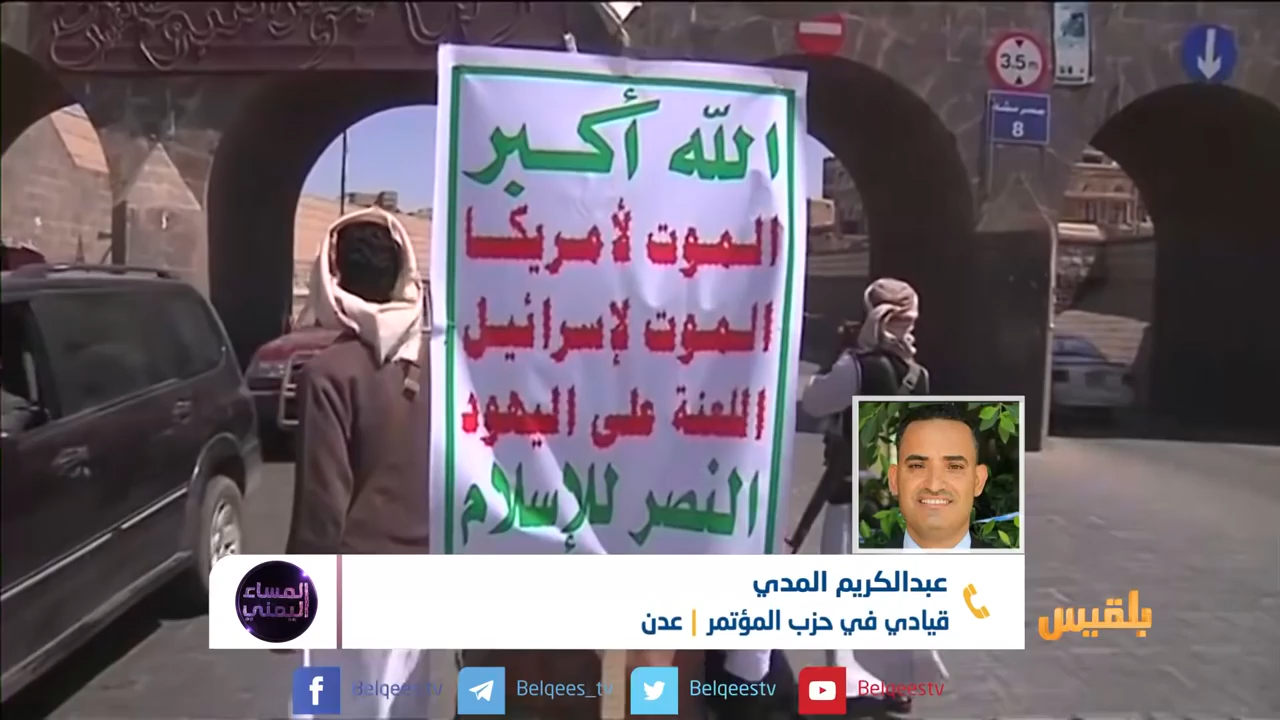 3.5m
8
الله أكبر
الموت لأمريكا
الموت لإسرائيل
اللعنة على اليهود
النصر للإسلام
المساء
اليمني
عبدالكريم المدي
قيادي في حزب المؤتمر | عدن
بلقيس
Belqeestv
Belqees_tv
Belqeestv
Belqeestv